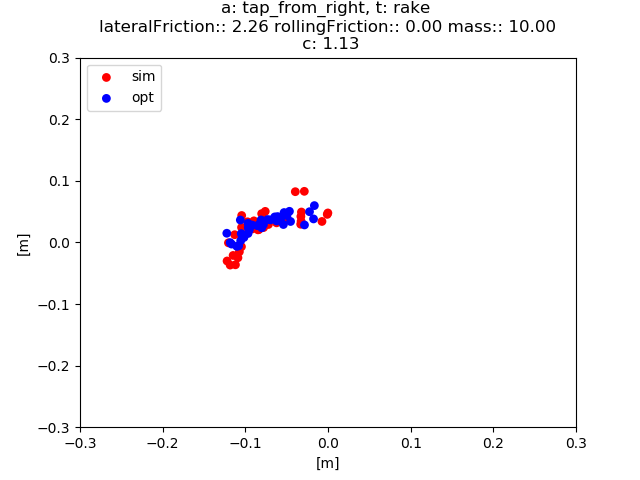 a: tap_from_right, t: rake
lateralFriction:: 2.26 rollingFriction:: 0.00 mass:: 10.00
c: 1.13
sim
opt
0.3
0.2
0.1
0.0
−0.1
−0.2
−0.3
[m]
−0.3
−0.2
−0.1
0.0
0.1
0.2
0.3
[m]